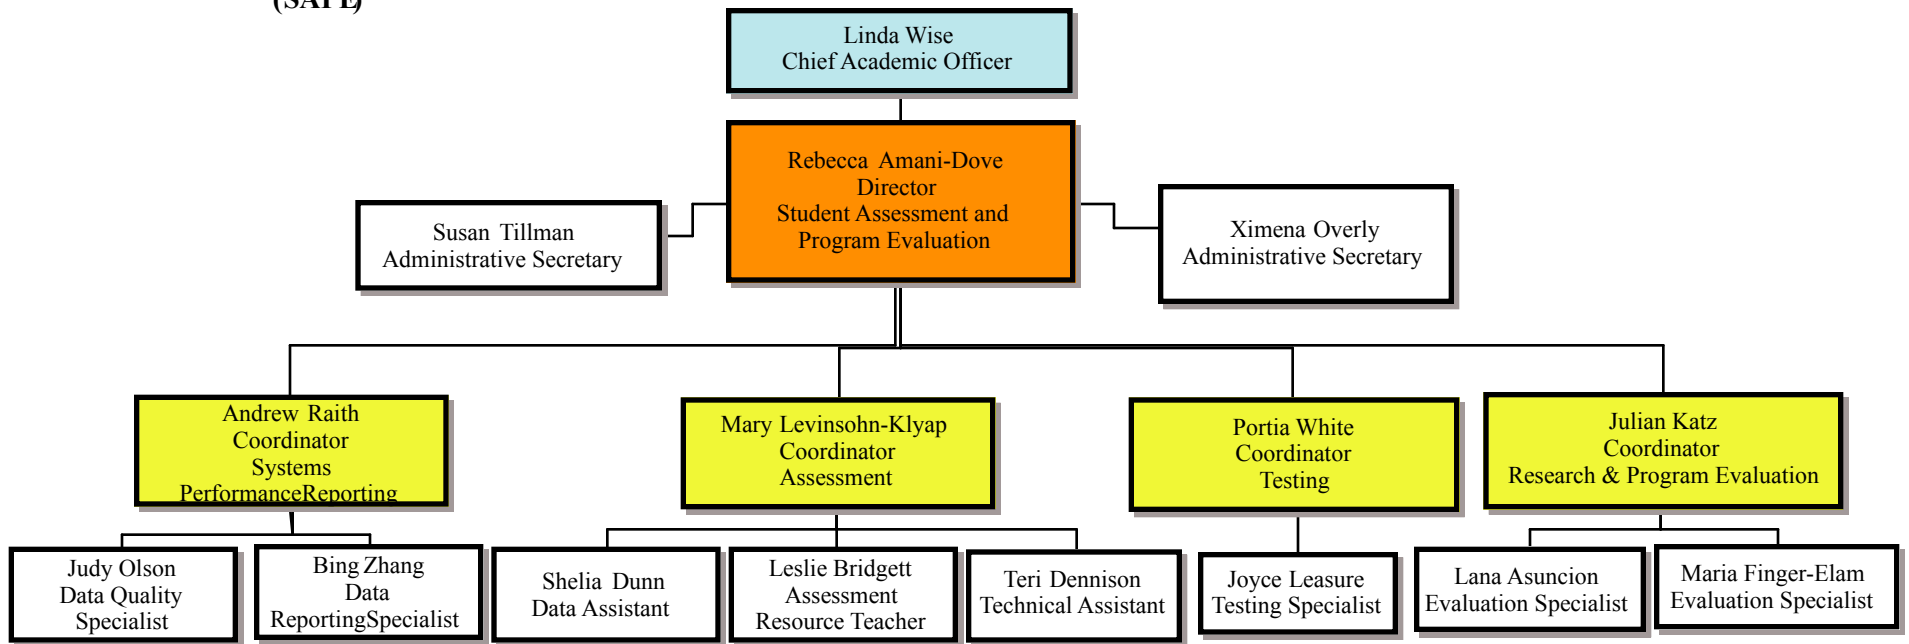 (SAPE)
Linda Wise
Chief Academic Officer
Rebecca Amani-Dove
Director
Student Assessment and
Program Evaluation
Susan Tillman
Administrative Secretary
Ximena Overly
Administrative Secretary
Andrew Raith
Coordinator
Systems
PerformanceReporting
Mary Levinsohn-Klyap
Coordinator
Assessment
Portia White
Coordinator
Testing
Julian Katz
Coordinator
Research & Program Evaluation
Judy Olson
Data Quality
Specialist
Bing Zhang
Data
ReportingSpecialist
Shelia Dunn
Data Assistant
Leslie Bridgett
Assessment
Resource Teacher
Teri Dennison
Technical Assistant
Joyce Leasure
Testing Specialist
Lana Asuncion
Evaluation Specialist
Maria Finger-Elam
Evaluation Specialist